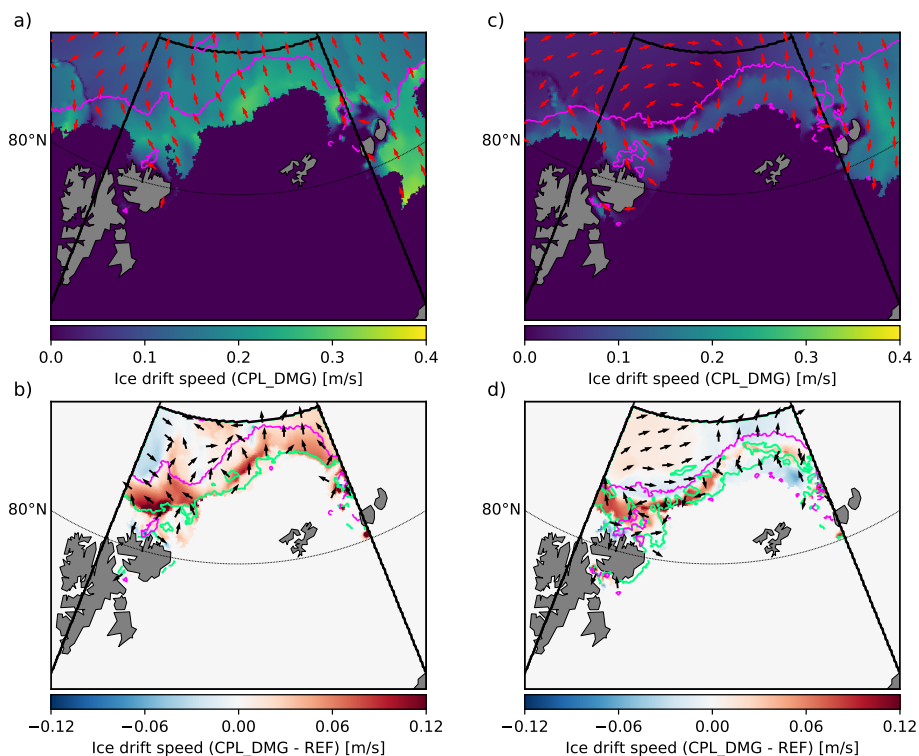 a)
c)
80°N
0.0 0.1 0.2 0.3 0.4
Ice drift speed (CPL_DMG) [m/s]
0.0 0.1 0.2 0.3 0.4
Ice drift speed (CPL_DMG) [m/s]
b)
d)
80°N
80°N
−0.12 −0.06 0.00 0.06 0.12
Ice drift speed (CPL_DMG - REF) [m/s]
−0.12 −0.06 0.00 0.06 0.12
Ice drift speed (CPL_DMG - REF) [m/s]